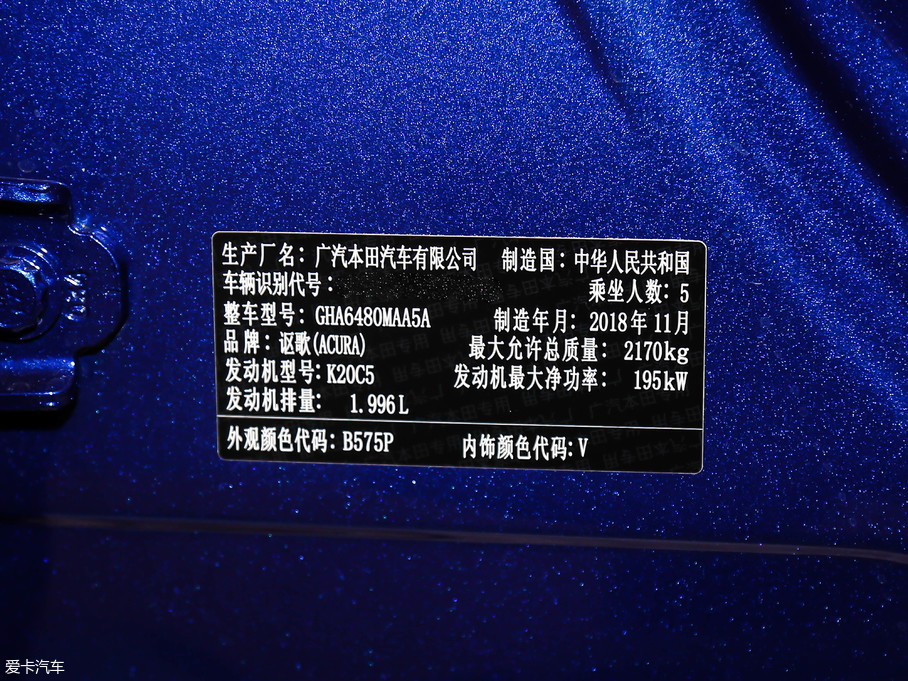 生产厂名：广汽本田汽车有限公司 制造国：中华人民共和国
车辆识别代号： 乘坐人数：5
整车型号：GHA6480MAA5A 制造年月：2018年11月
品牌：讴歌(ACURA) 最大允许总质量：2170kg
发动机型号：K20C5 发动机最大净功率：195kW
发动机排量：1.996L
外观颜色代码：B575P 内饰颜色代码：V
爱卡汽车